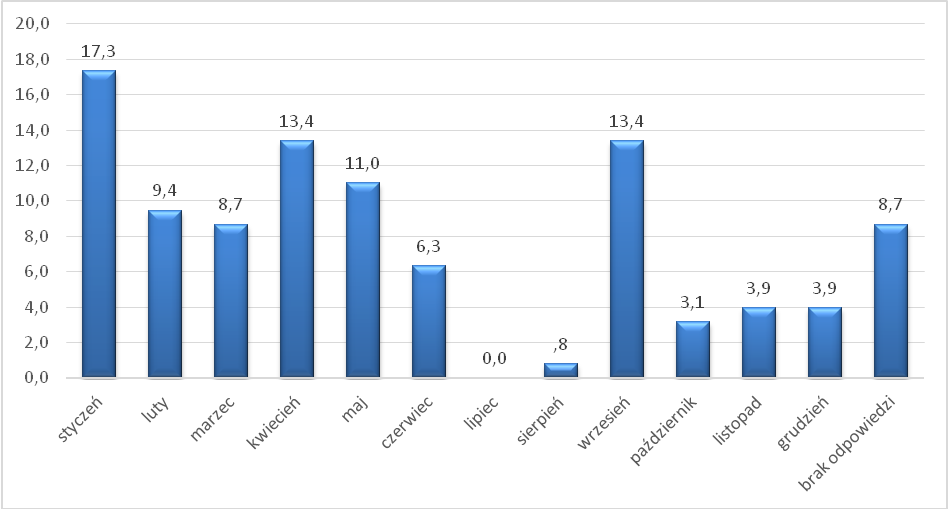 20,0
18,0
16,0
14,0
12,0
10,0
8,0
6,0
4,0
2,0
0,0
17,3
9,4
8,7
13,4
11,0
6,3
0,0
,8
13,4
3,1
3,9
3,9
8,7
styczeń
luty
marzec
kwiecień
maj
czerwiec
lipiec
sierpień
wrzesień
październik
listopad
grudzień
brak odpowiedzi